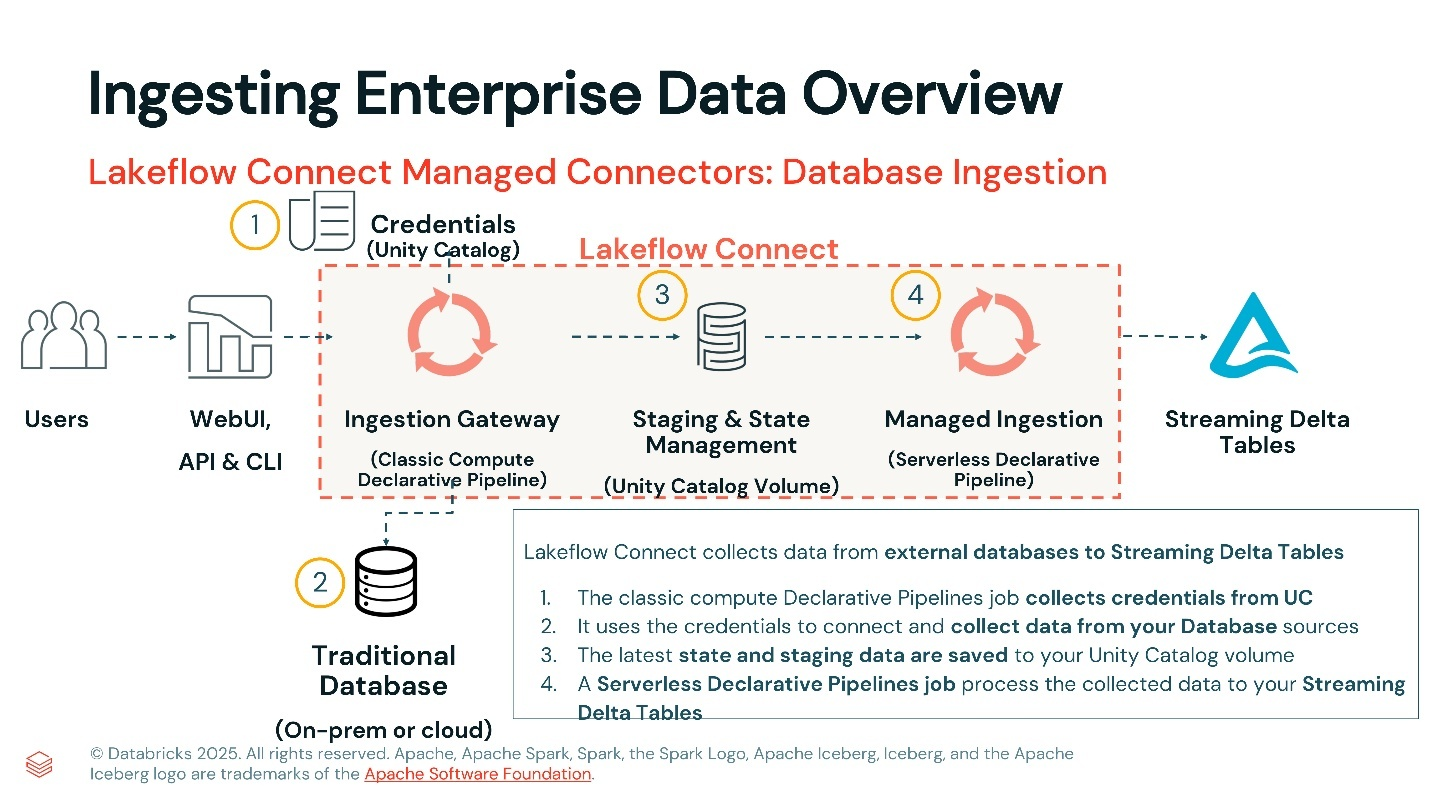 Ingesting Enterprise Data Overview
Lakeflow Connect Managed Connectors: Database Ingestion
1
Credentials
(Unity Catalog)
Lakeflow Connect
3
4
Users
WebUI,
API & CLI
Ingestion Gateway
(Classic Compute
Declarative Pipeline)
Staging & State
Management
(Unity Catalog Volume)
Managed Ingestion
(Serverless Declarative
Pipeline)
Streaming Delta
Tables
2
Traditional
Database
(On-prem or cloud)
Lakeflow Connect collects data from external databases to Streaming Delta Tables
1. The classic compute Declarative Pipelines job collects credentials from UC
2. It uses the credentials to connect and collect data from your Database sources
3. The latest state and staging data are saved to your Unity Catalog volume
4. A Serverless Declarative Pipelines job process the collected data to your Streaming
Delta Tables
© Databricks 2025. All rights reserved. Apache, Apache Spark, Spark, the Spark Logo, Apache Iceberg, Iceberg, and the Apache
Iceberg logo are trademarks of the Apache Software Foundation.